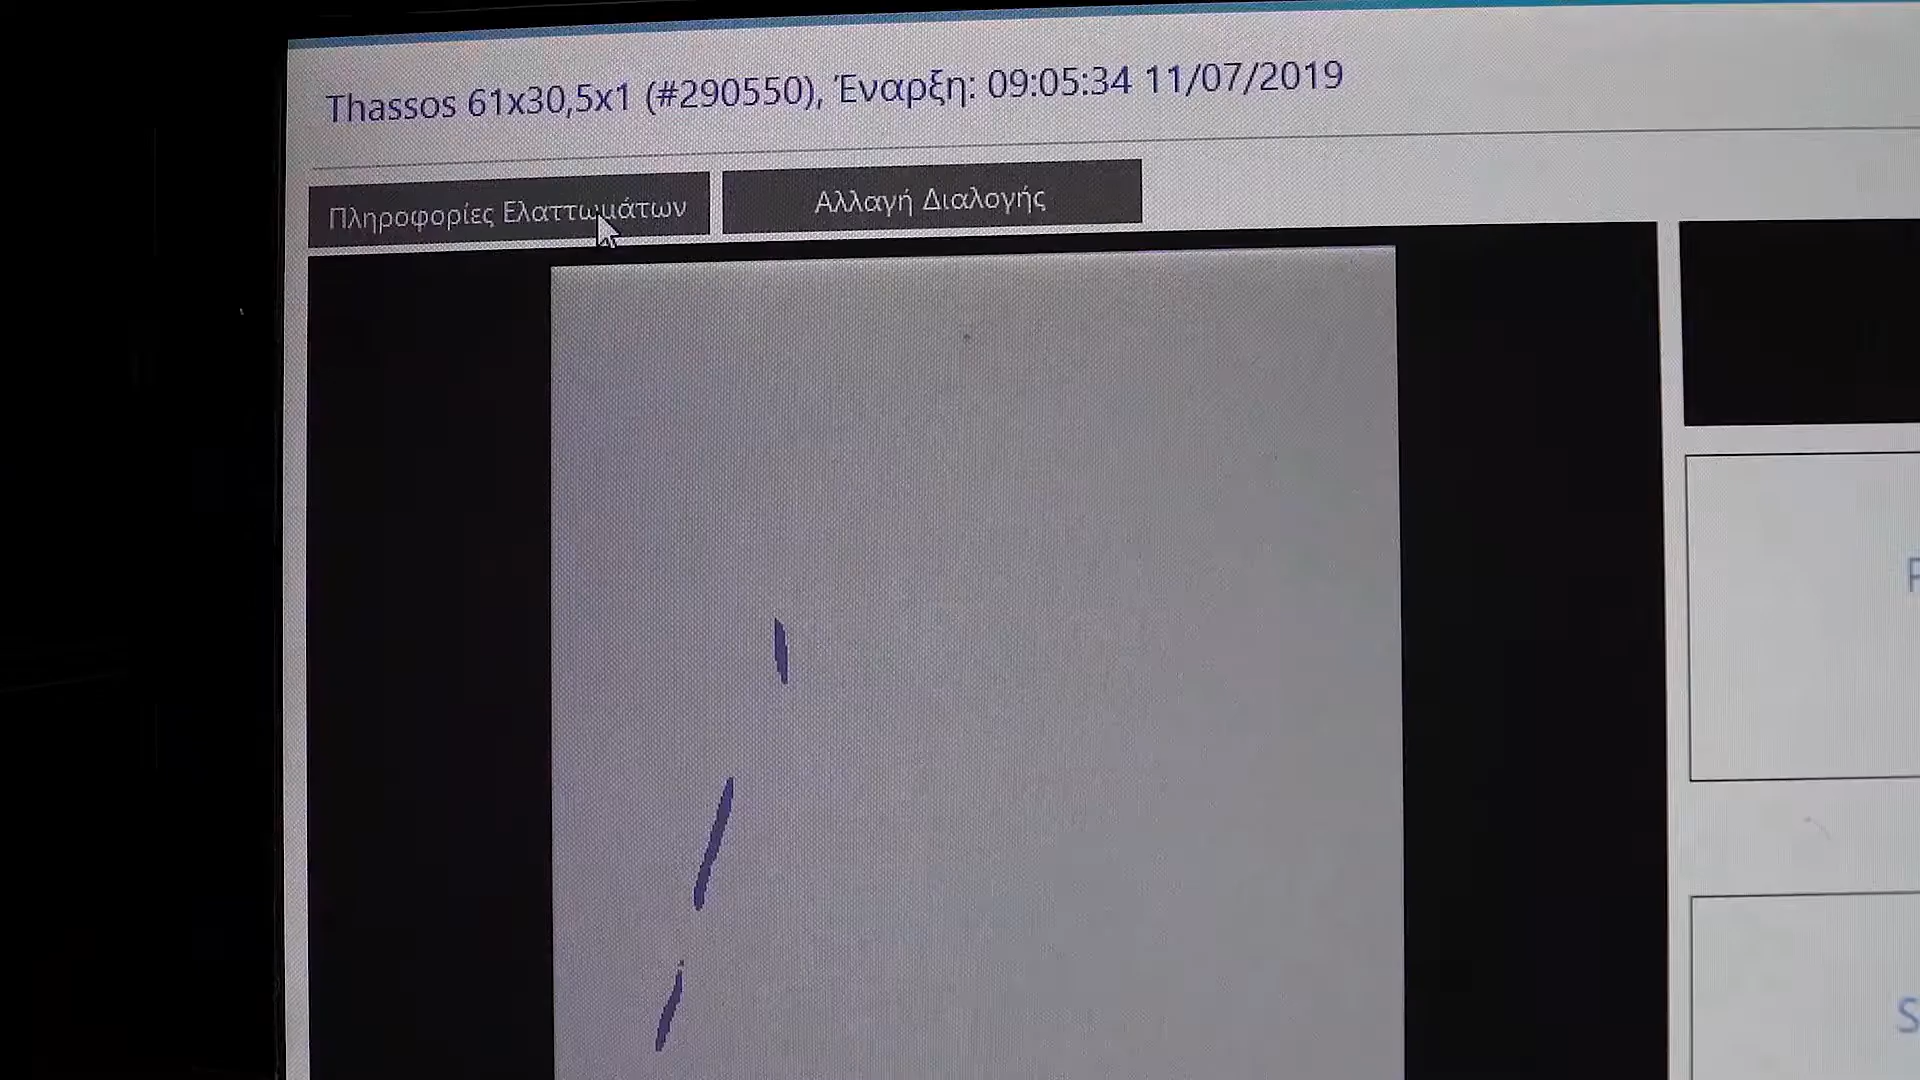 Thassos 61x30,5x1 (#290550), Έναρξη: 09:05:34 11/07/2019
Πληροφορίες Ελαττωμάτων
Αλλαγή Διαλογής